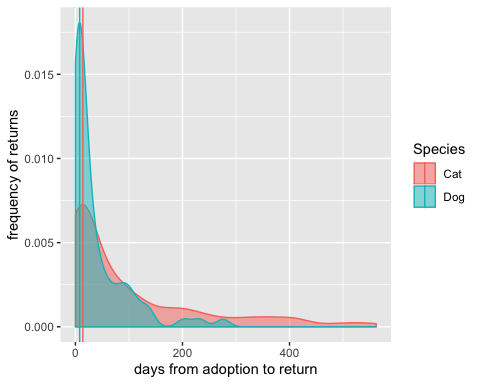 frequency of returns
0.015
0.010
0.005
0.000
0
200
400
days from adoption to return
Species
Cat
Dog